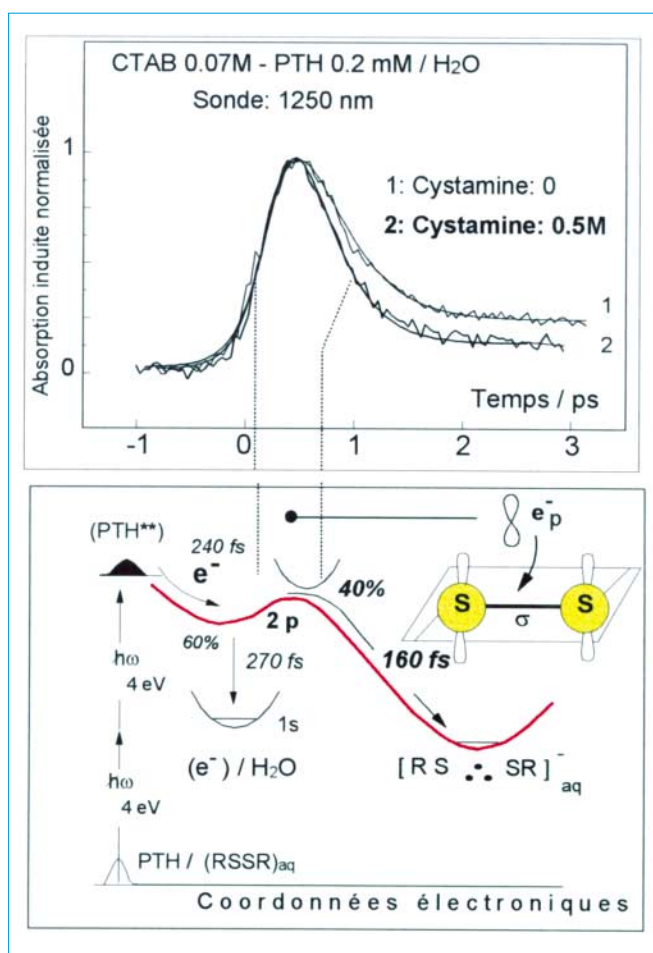 CTAB 0.07M - PTH 0.2 mM / H₂O
Sonde: 1250 nm
Absorption induite normalisée
1
0
1: Cystamine: 0
2: Cystamine: 0.5M
1
2
Temps / ps
-1 0 1 2 3
(PTH**)
240 fs
e⁻
e⁻p
40%
S σ S
2 p
60%
270 fs
160 fs
ħω
4 eV
1s
(e⁻) / H₂O
[ R S ∴ SR ]⁻aq
ħω
4 eV
PTH / (RSSR)aq
Coordonnées électroniques